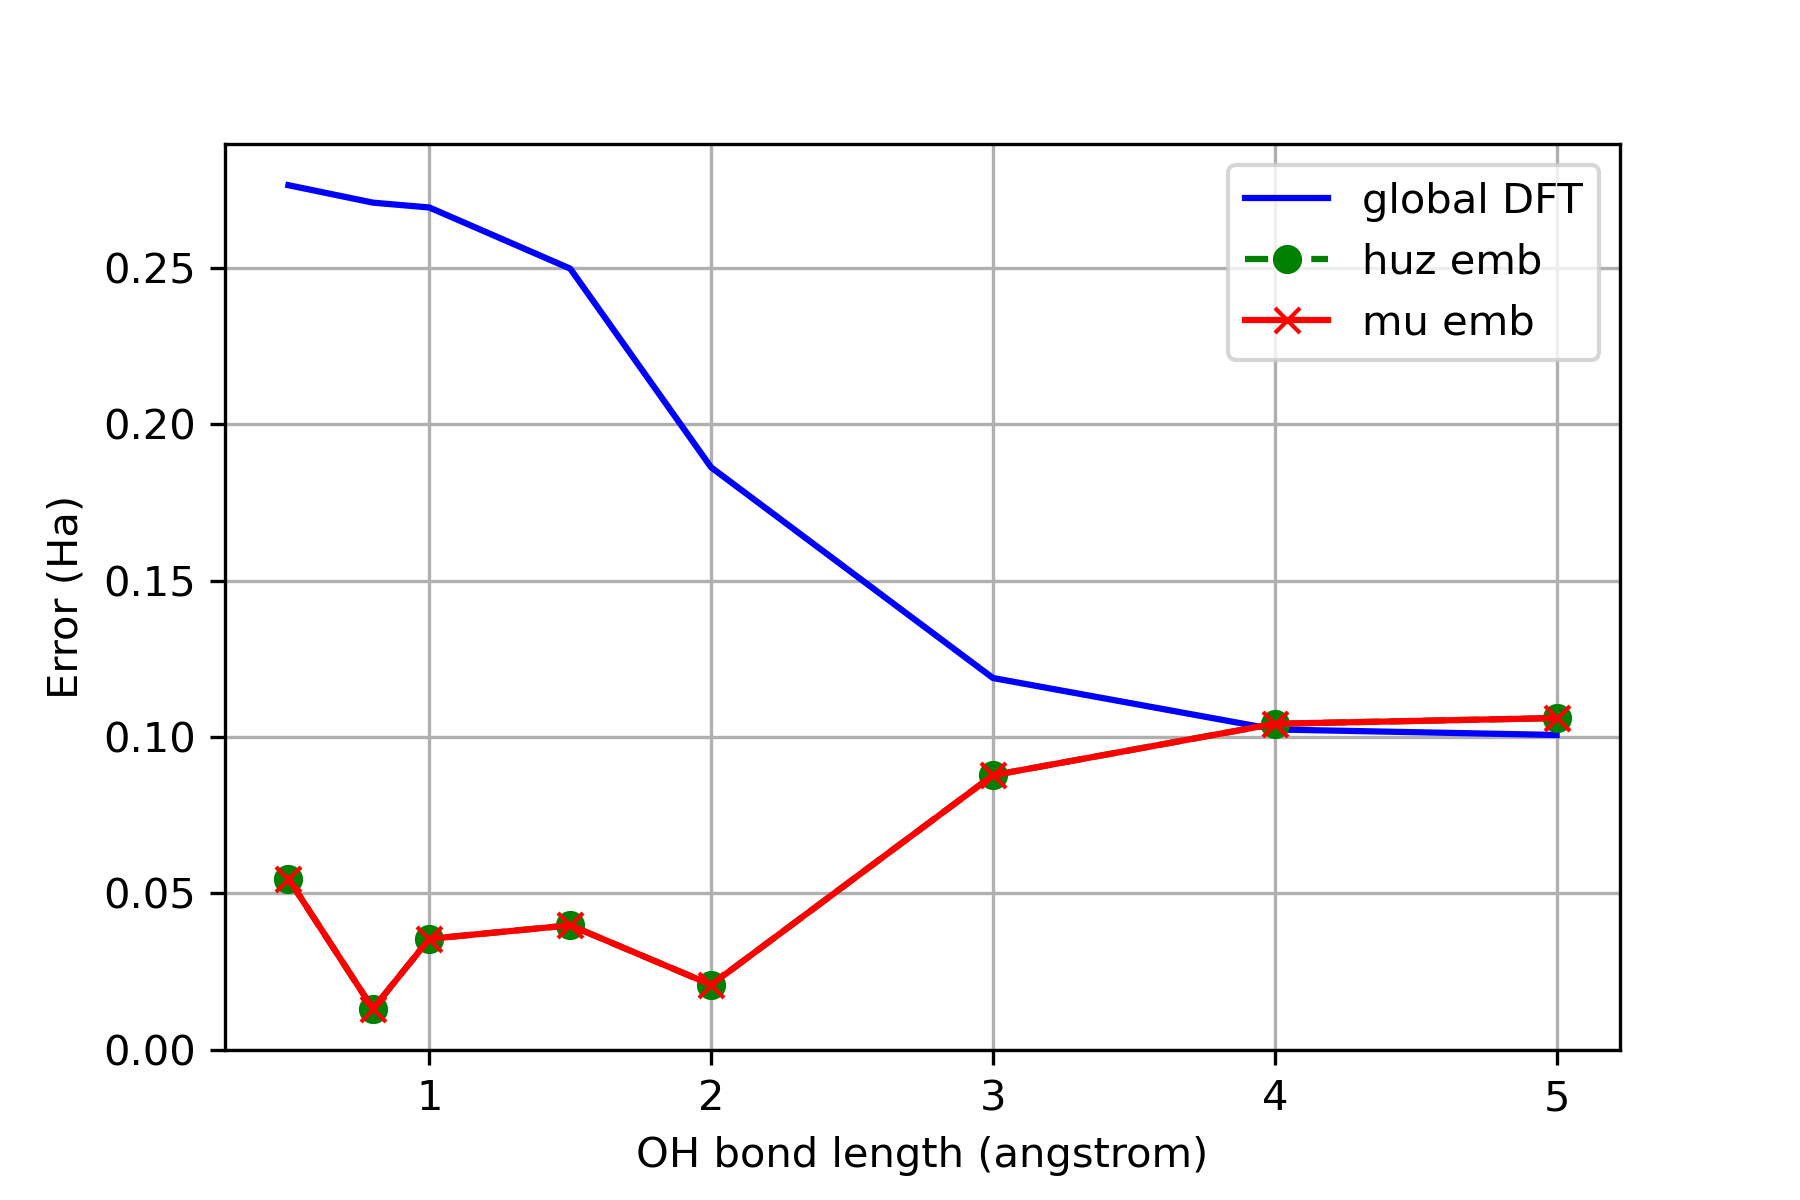 global DFT
huz emb
mu emb
0.25
0.20
0.15
0.10
0.05
0.00
Error (Ha)
1 2 3 4 5
OH bond length (angstrom)